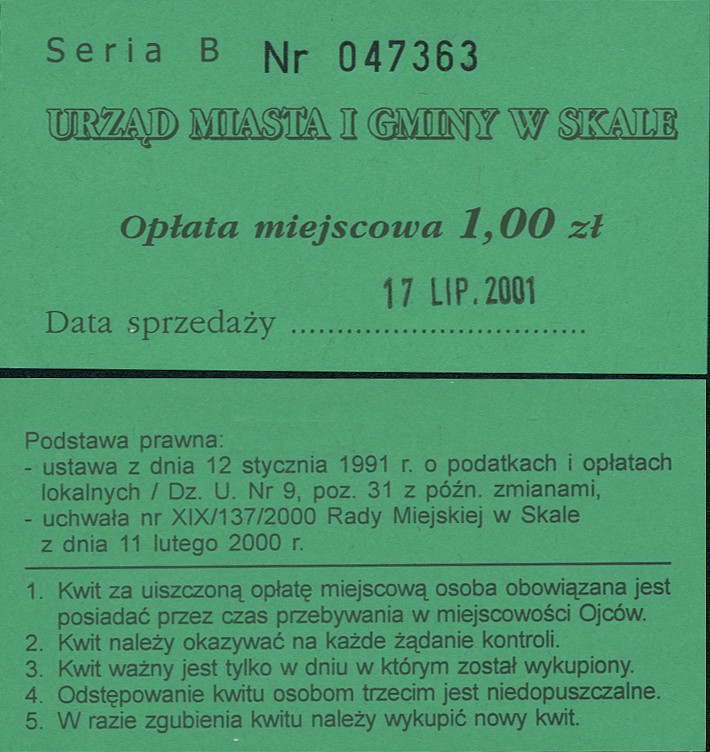 Seria B Nr 047363
URZĄD MIASTA I GMINY W SKALE
Opłata miejscowa 1,00 zł
17 LIP. 2001
Data sprzedaży ................................
Podstawa prawna:
- ustawa z dnia 12 stycznia 1991 r. o podatkach i opłatach
lokalnych / Dz. U. Nr 9, poz. 31 z późn. zmianami,
- uchwała nr XIX/137/2000 Rady Miejskiej w Skale
z dnia 11 lutego 2000 r.
1. Kwit za uiszczoną opłatę miejscową osoba obowiązana jest
posiadać przez czas przebywania w miejscowości Ojców.
2. Kwit należy okazywać na każde żądanie kontroli.
3. Kwit ważny jest tylko w dniu w którym został wykupiony.
4. Odstępowanie kwitu osobom trzecim jest niedopuszczalne.
5. W razie zgubienia kwitu należy wykupić nowy kwit.